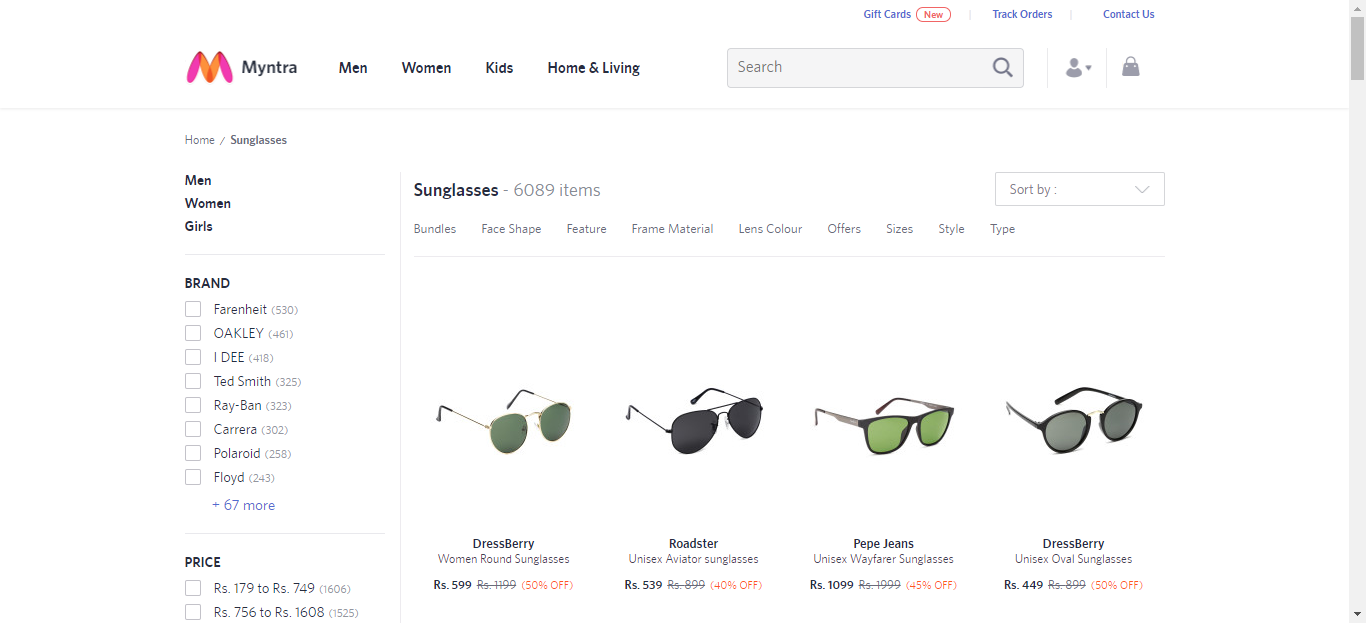 Gift Cards New Track Orders Contact Us
Myntra Men Women Kids Home & Living Search
Home / Sunglasses
Men
Women
Girls
BRAND
Farenheit (530)
OAKLEY (461)
I DEE (418)
Ted Smith (325)
Ray-Ban (323)
Carrera (302)
Polaroid (258)
Floyd (243)
+ 67 more
PRICE
Rs. 179 to Rs. 749 (1606)
Rs. 756 to Rs. 1608 (1525)
Sunglasses - 6089 items
Sort by :
Bundles Face Shape Feature Frame Material Lens Colour Offers Sizes Style Type
DressBerry
Women Round Sunglasses
Rs. 599 Rs. 1199 (50% OFF)
Roadster
Unisex Aviator sunglasses
Rs. 539 Rs. 899 (40% OFF)
Pepe Jeans
Unisex Wayfarer Sunglasses
Rs. 1099 Rs. 1999 (45% OFF)
DressBerry
Unisex Oval Sunglasses
Rs. 449 Rs. 899 (50% OFF)